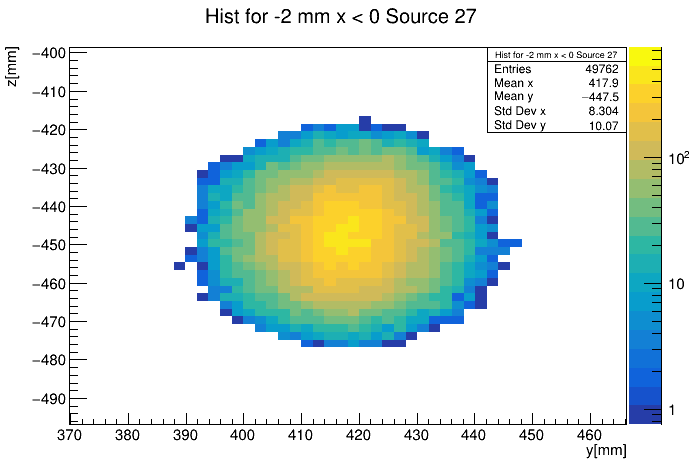 Hist for -2 mm x < 0 Source 27
z[mm]
Hist for -2 mm x < 0 Source 27
Entries 49762
Mean x 417.9
Mean y −447.5
Std Dev x 8.304
Std Dev y 10.07
−400
−410
−420
−430
−440
−450
−460
−470
−480
−490
10²
10
1
370 380 390 400 410 420 430 440 450 460
y[mm]